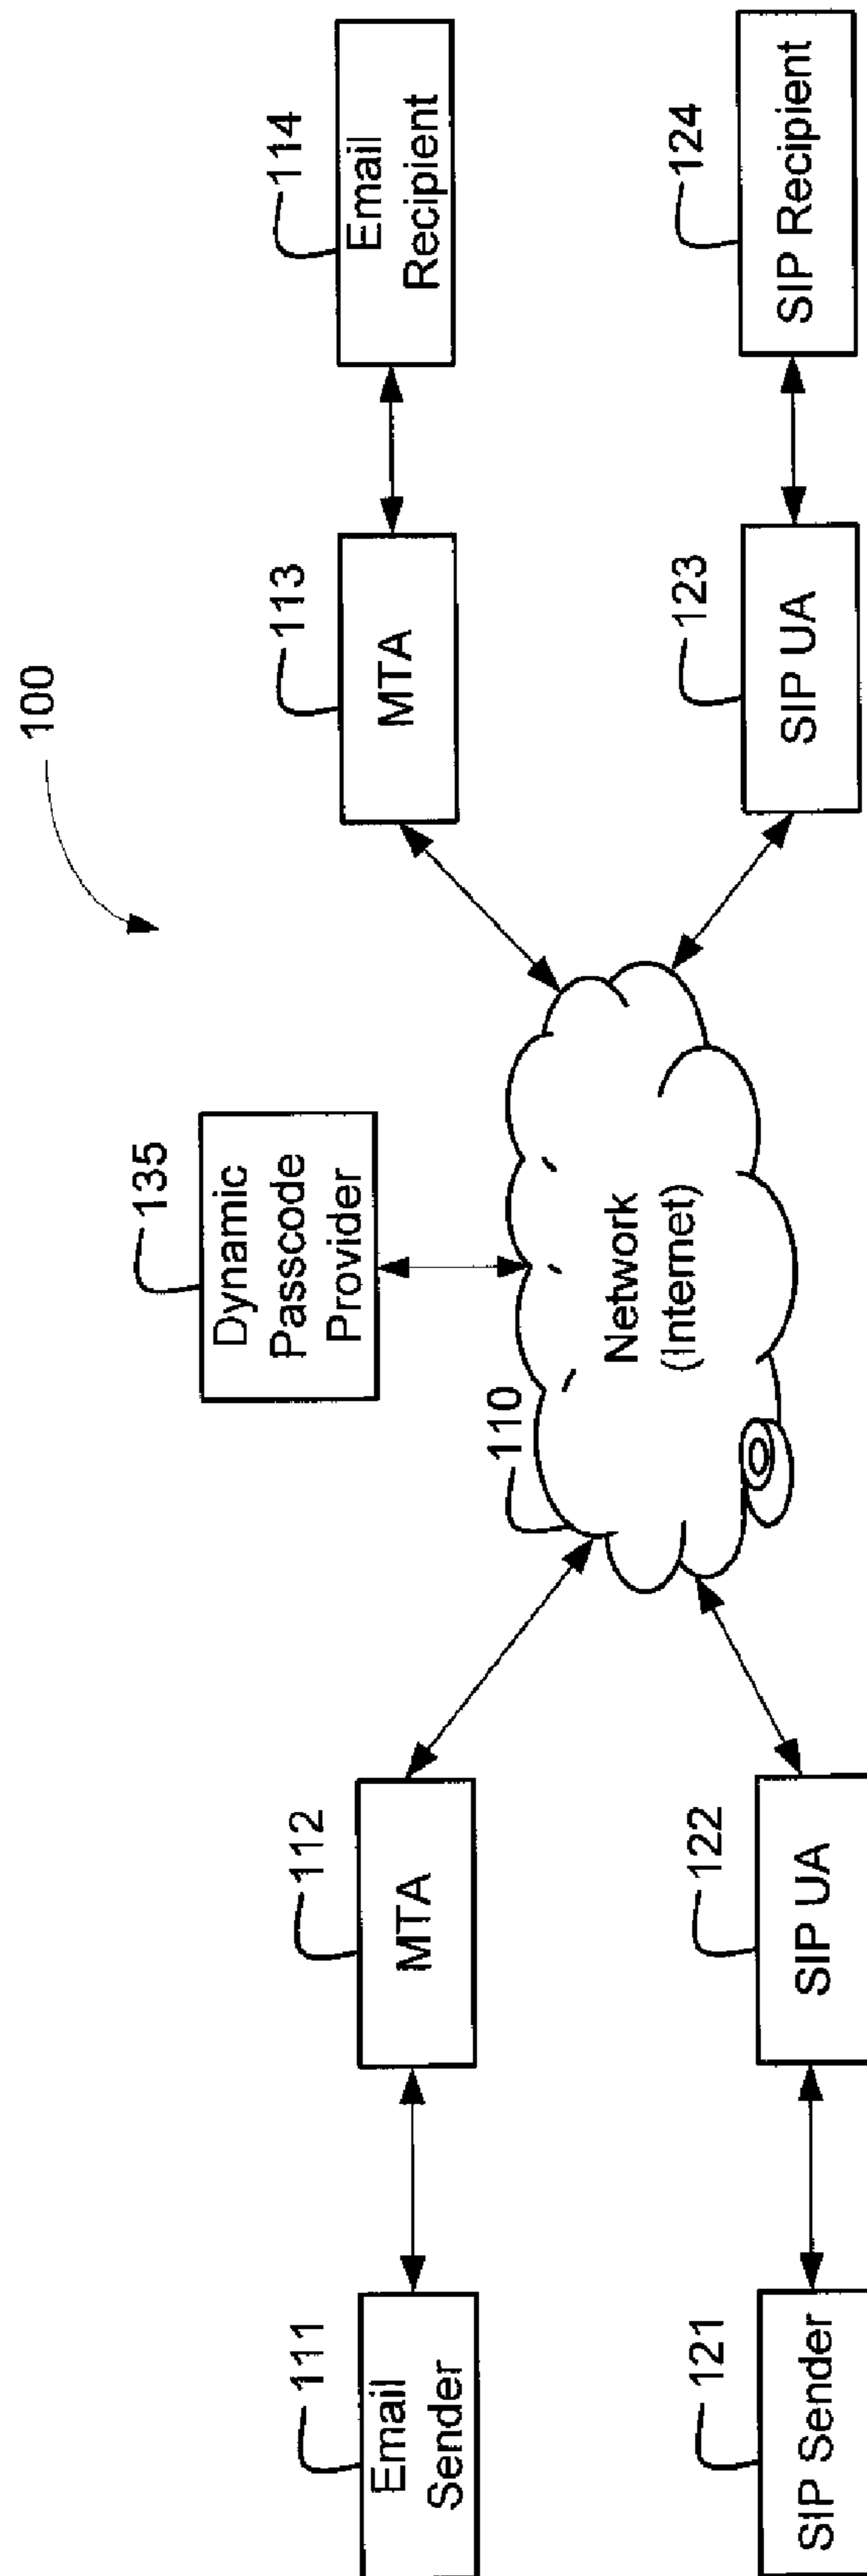 100
135
Dynamic
Passcode
Provider
111
Email
Sender
112
MTA
110
Network
(Internet)
113
MTA
114
Email
Recipient
121
SIP Sender
122
SIP UA
123
SIP UA
124
SIP Recipient